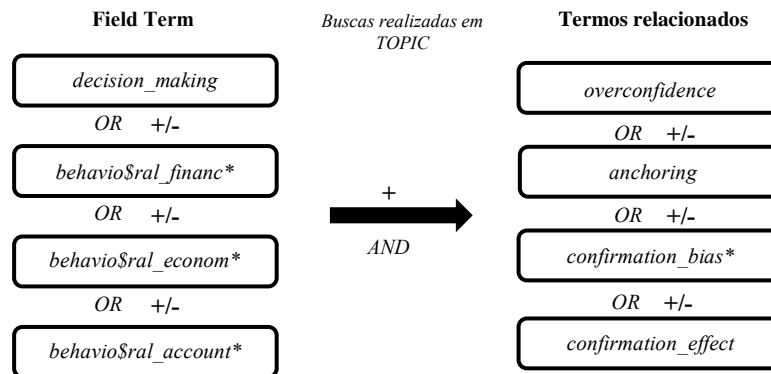 Field Term
decision_making
OR +/-
behavio$ral_financ*
OR +/-
behavio$ral_econom*
OR +/-
behavio$ral_account*
Buscas realizadas em
TOPIC
+
AND
Termos relacionados
overconfidence
OR +/-
anchoring
OR +/-
confirmation_bias*
OR +/-
confirmation_effect